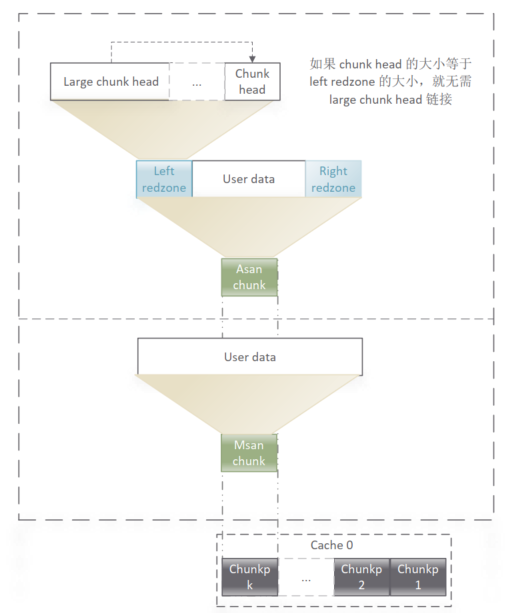 如果 chunk head 的大小等于
left redzone 的大小，就无需
large chunk head 链接
Large chunk head
...
Chunk
head
Left
redzone
User data
Right
redzone
Asan
chunk
User data
Msan
chunk
Cache 0
Chunkp
k
...
Chunkp
2
Chunkp
1